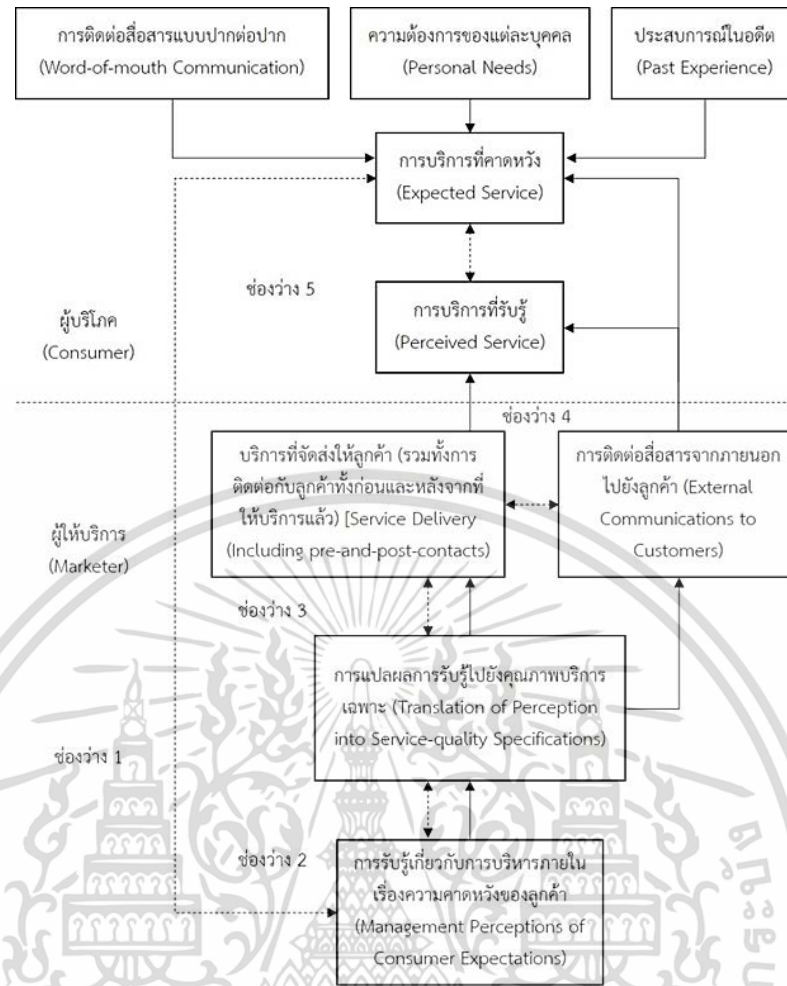 การติดต่อสื่อสารแบบปากต่อปาก
(Word-of-mouth Communication)
ความต้องการของแต่ละบุคคล
(Personal Needs)
ประสบการณ์ในอดีต
(Past Experience)
การบริการที่คาดหวัง
(Expected Service)
ช่องว่าง 5
การบริการที่รับรู้
(Perceived Service)
ผู้บริโภค
(Consumer)
ช่องว่าง 4
บริการที่จัดส่งให้ลูกค้า (รวมทั้งการ
ติดต่อกับลูกค้าทั้งก่อนและหลังจากที่
ให้บริการแล้ว) [Service Delivery
(Including pre-and-post-contacts)
การติดต่อสื่อสารจากภายนอก
ไปยังลูกค้า (External
Communications to
Customers)
ผู้ให้บริการ
(Marketer)
ช่องว่าง 3
การแปลผลการรับรู้ไปยังคุณภาพบริการ
เฉพาะ (Translation of Perception
into Service-quality Specifications)
ช่องว่าง 1
ช่องว่าง 2
การรับรู้เกี่ยวกับการบริหารภายใน
เรื่องความคาดหวังของลูกค้า
(Management Perceptions of
Consumer Expectations)